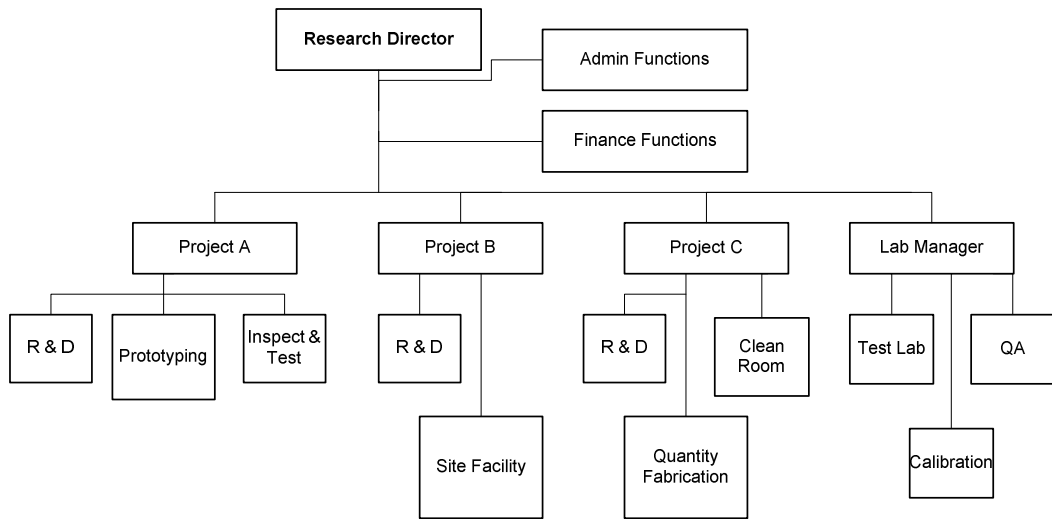 Research Director
Admin Functions
Finance Functions
Project A
Project B
Project C
Lab Manager
R & D
Prototyping
Inspect &
Test
R & D
R & D
Clean
Room
Test Lab
QA
Site Facility
Quantity
Fabrication
Calibration